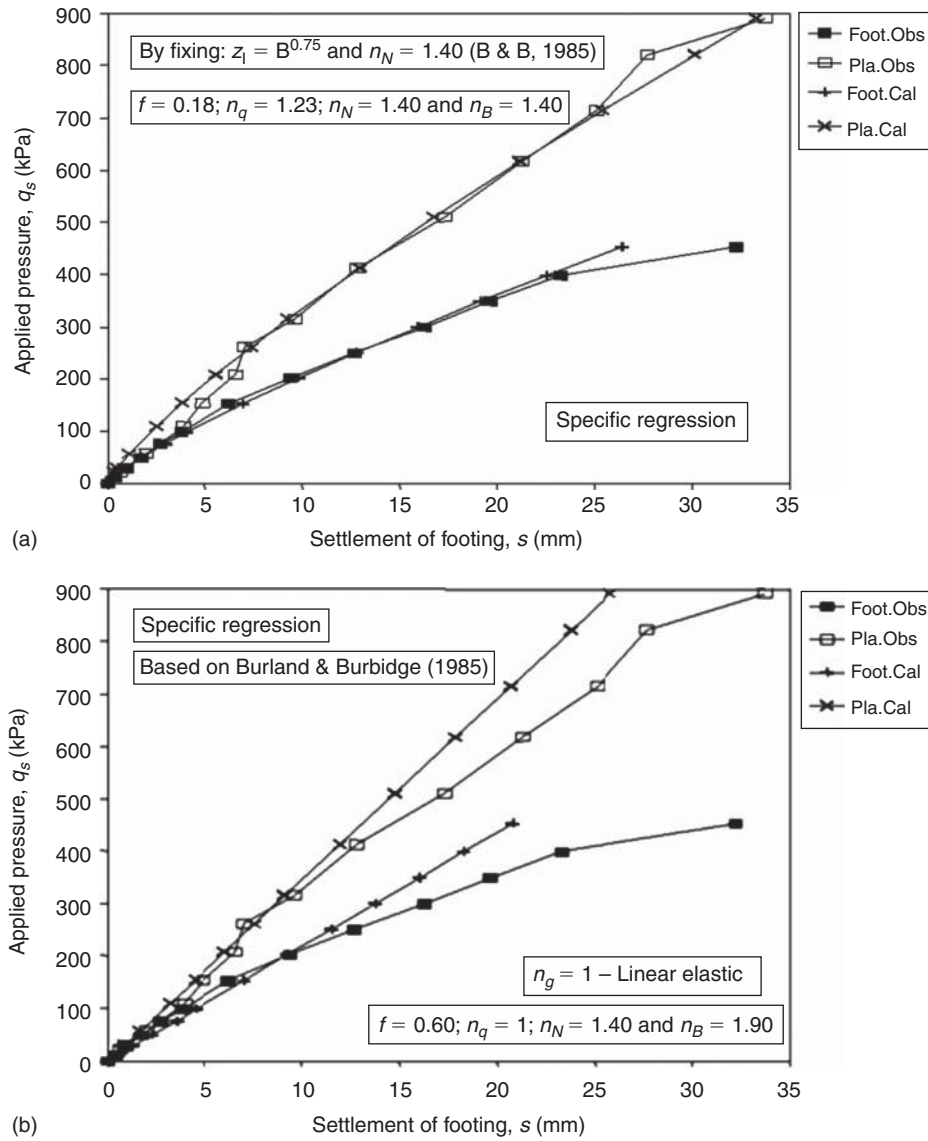 900
800
700
600
500
400
300
200
100
0
Applied pressure, q_s (kPa)
By fixing: z_I = B^0.75 and n_N = 1.40 (B & B, 1985)
f = 0.18; n_q = 1.23; n_N = 1.40 and n_B = 1.40
Foot.Obs
Pla.Obs
Foot.Cal
Pla.Cal
Specific regression
0 5 10 15 20 25 30 35
(a)
Settlement of footing, s (mm)
900
800
700
600
500
400
300
200
100
0
Applied pressure, q_s (kPa)
Specific regression
Based on Burland & Burbidge (1985)
Foot.Obs
Pla.Obs
Foot.Cal
Pla.Cal
n_g = 1 – Linear elastic
f = 0.60; n_q = 1; n_N = 1.40 and n_B = 1.90
0 5 10 15 20 25 30 35
(b)
Settlement of footing, s (mm)